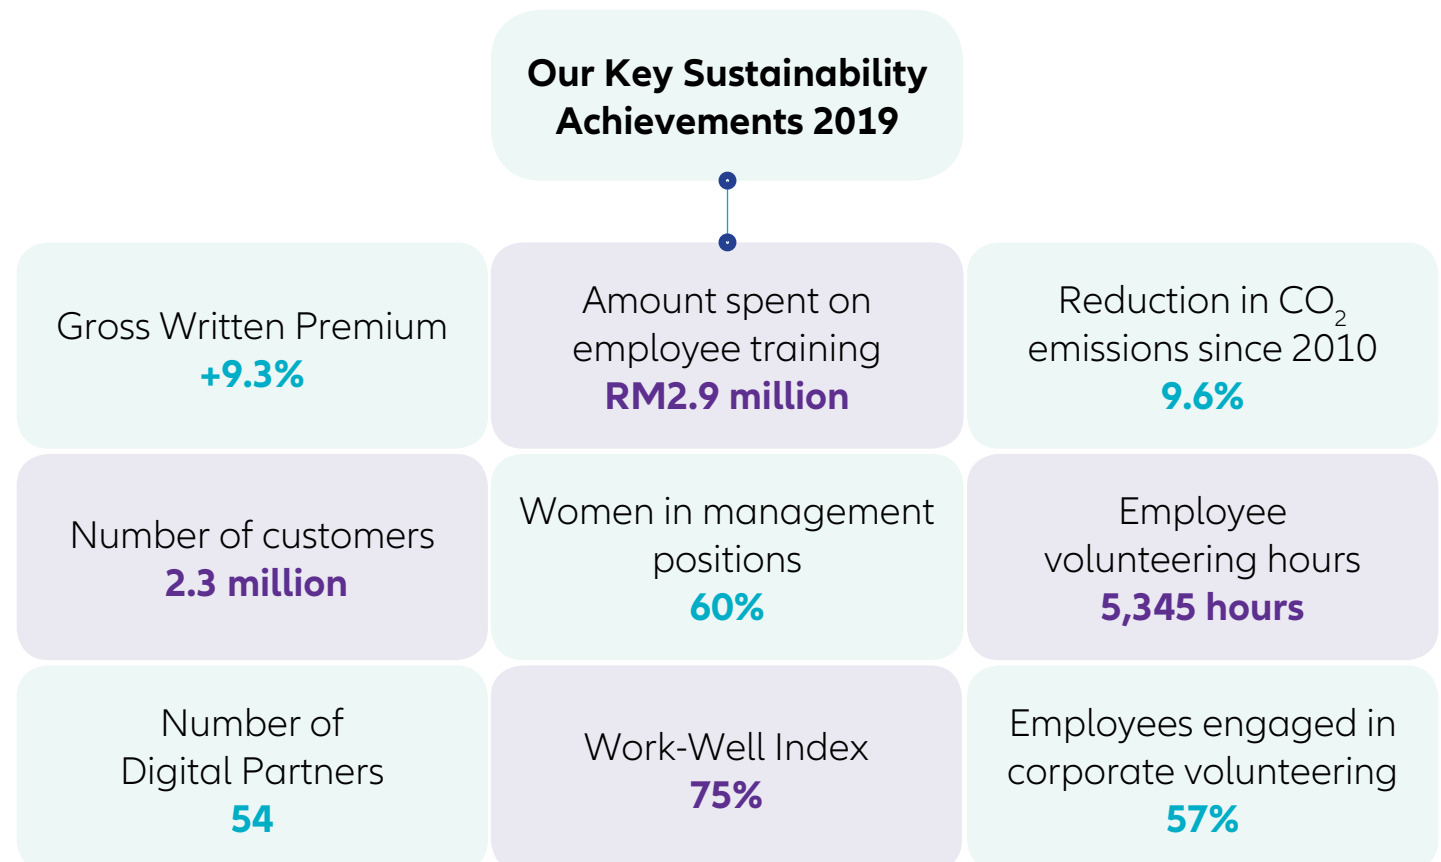 Our Key Sustainability
Achievements 2019
Gross Written Premium
+9.3%
Amount spent on
employee training
RM2.9 million
Reduction in CO₂
emissions since 2010
9.6%
Number of customers
2.3 million
Women in management
positions
60%
Employee
volunteering hours
5,345 hours
Number of
Digital Partners
54
Work-Well Index
75%
Employees engaged in
corporate volunteering
57%